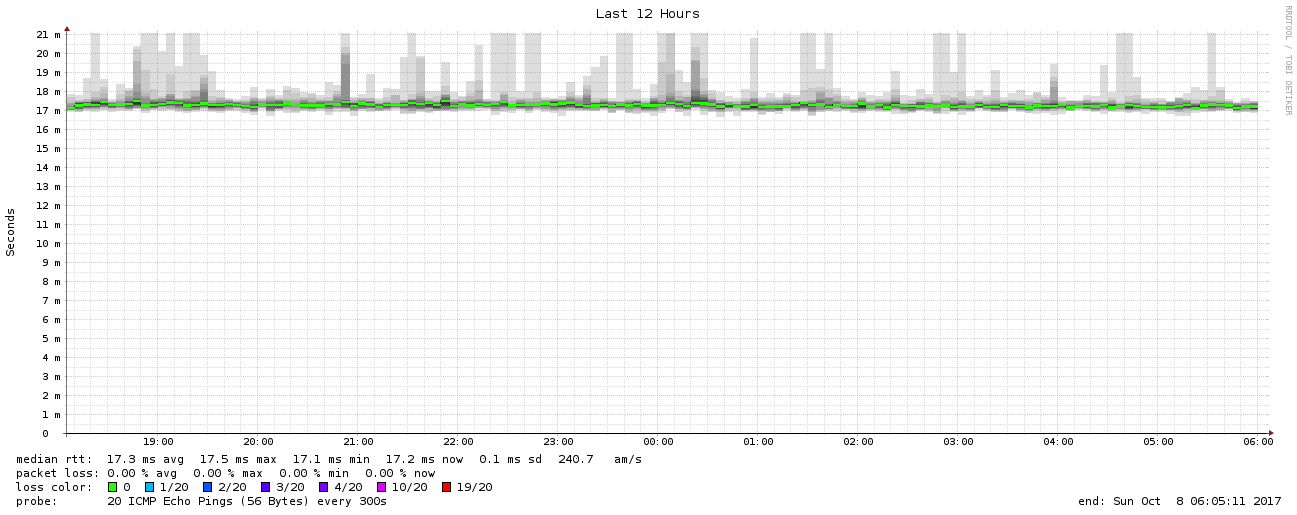 Last 12 Hours
RRDTOOL / TOBI OETIKER
Seconds
21 m
20 m
19 m
18 m
17 m
16 m
15 m
14 m
13 m
12 m
11 m
10 m
9 m
8 m
7 m
6 m
5 m
4 m
3 m
2 m
1 m
0
19:00 20:00 21:00 22:00 23:00 00:00 01:00 02:00 03:00 04:00 05:00 06:00
median rtt: 17.3 ms avg 17.5 ms max 17.1 ms min 17.2 ms now 0.1 ms sd 240.7 am/s
packet loss: 0.00 % avg 0.00 % max 0.00 % min 0.00 % now
loss color: 0 1/20 2/20 3/20 4/20 10/20 19/20
probe: 20 ICMP Echo Pings (56 Bytes) every 300s end: Sun Oct 8 06:05:11 2017